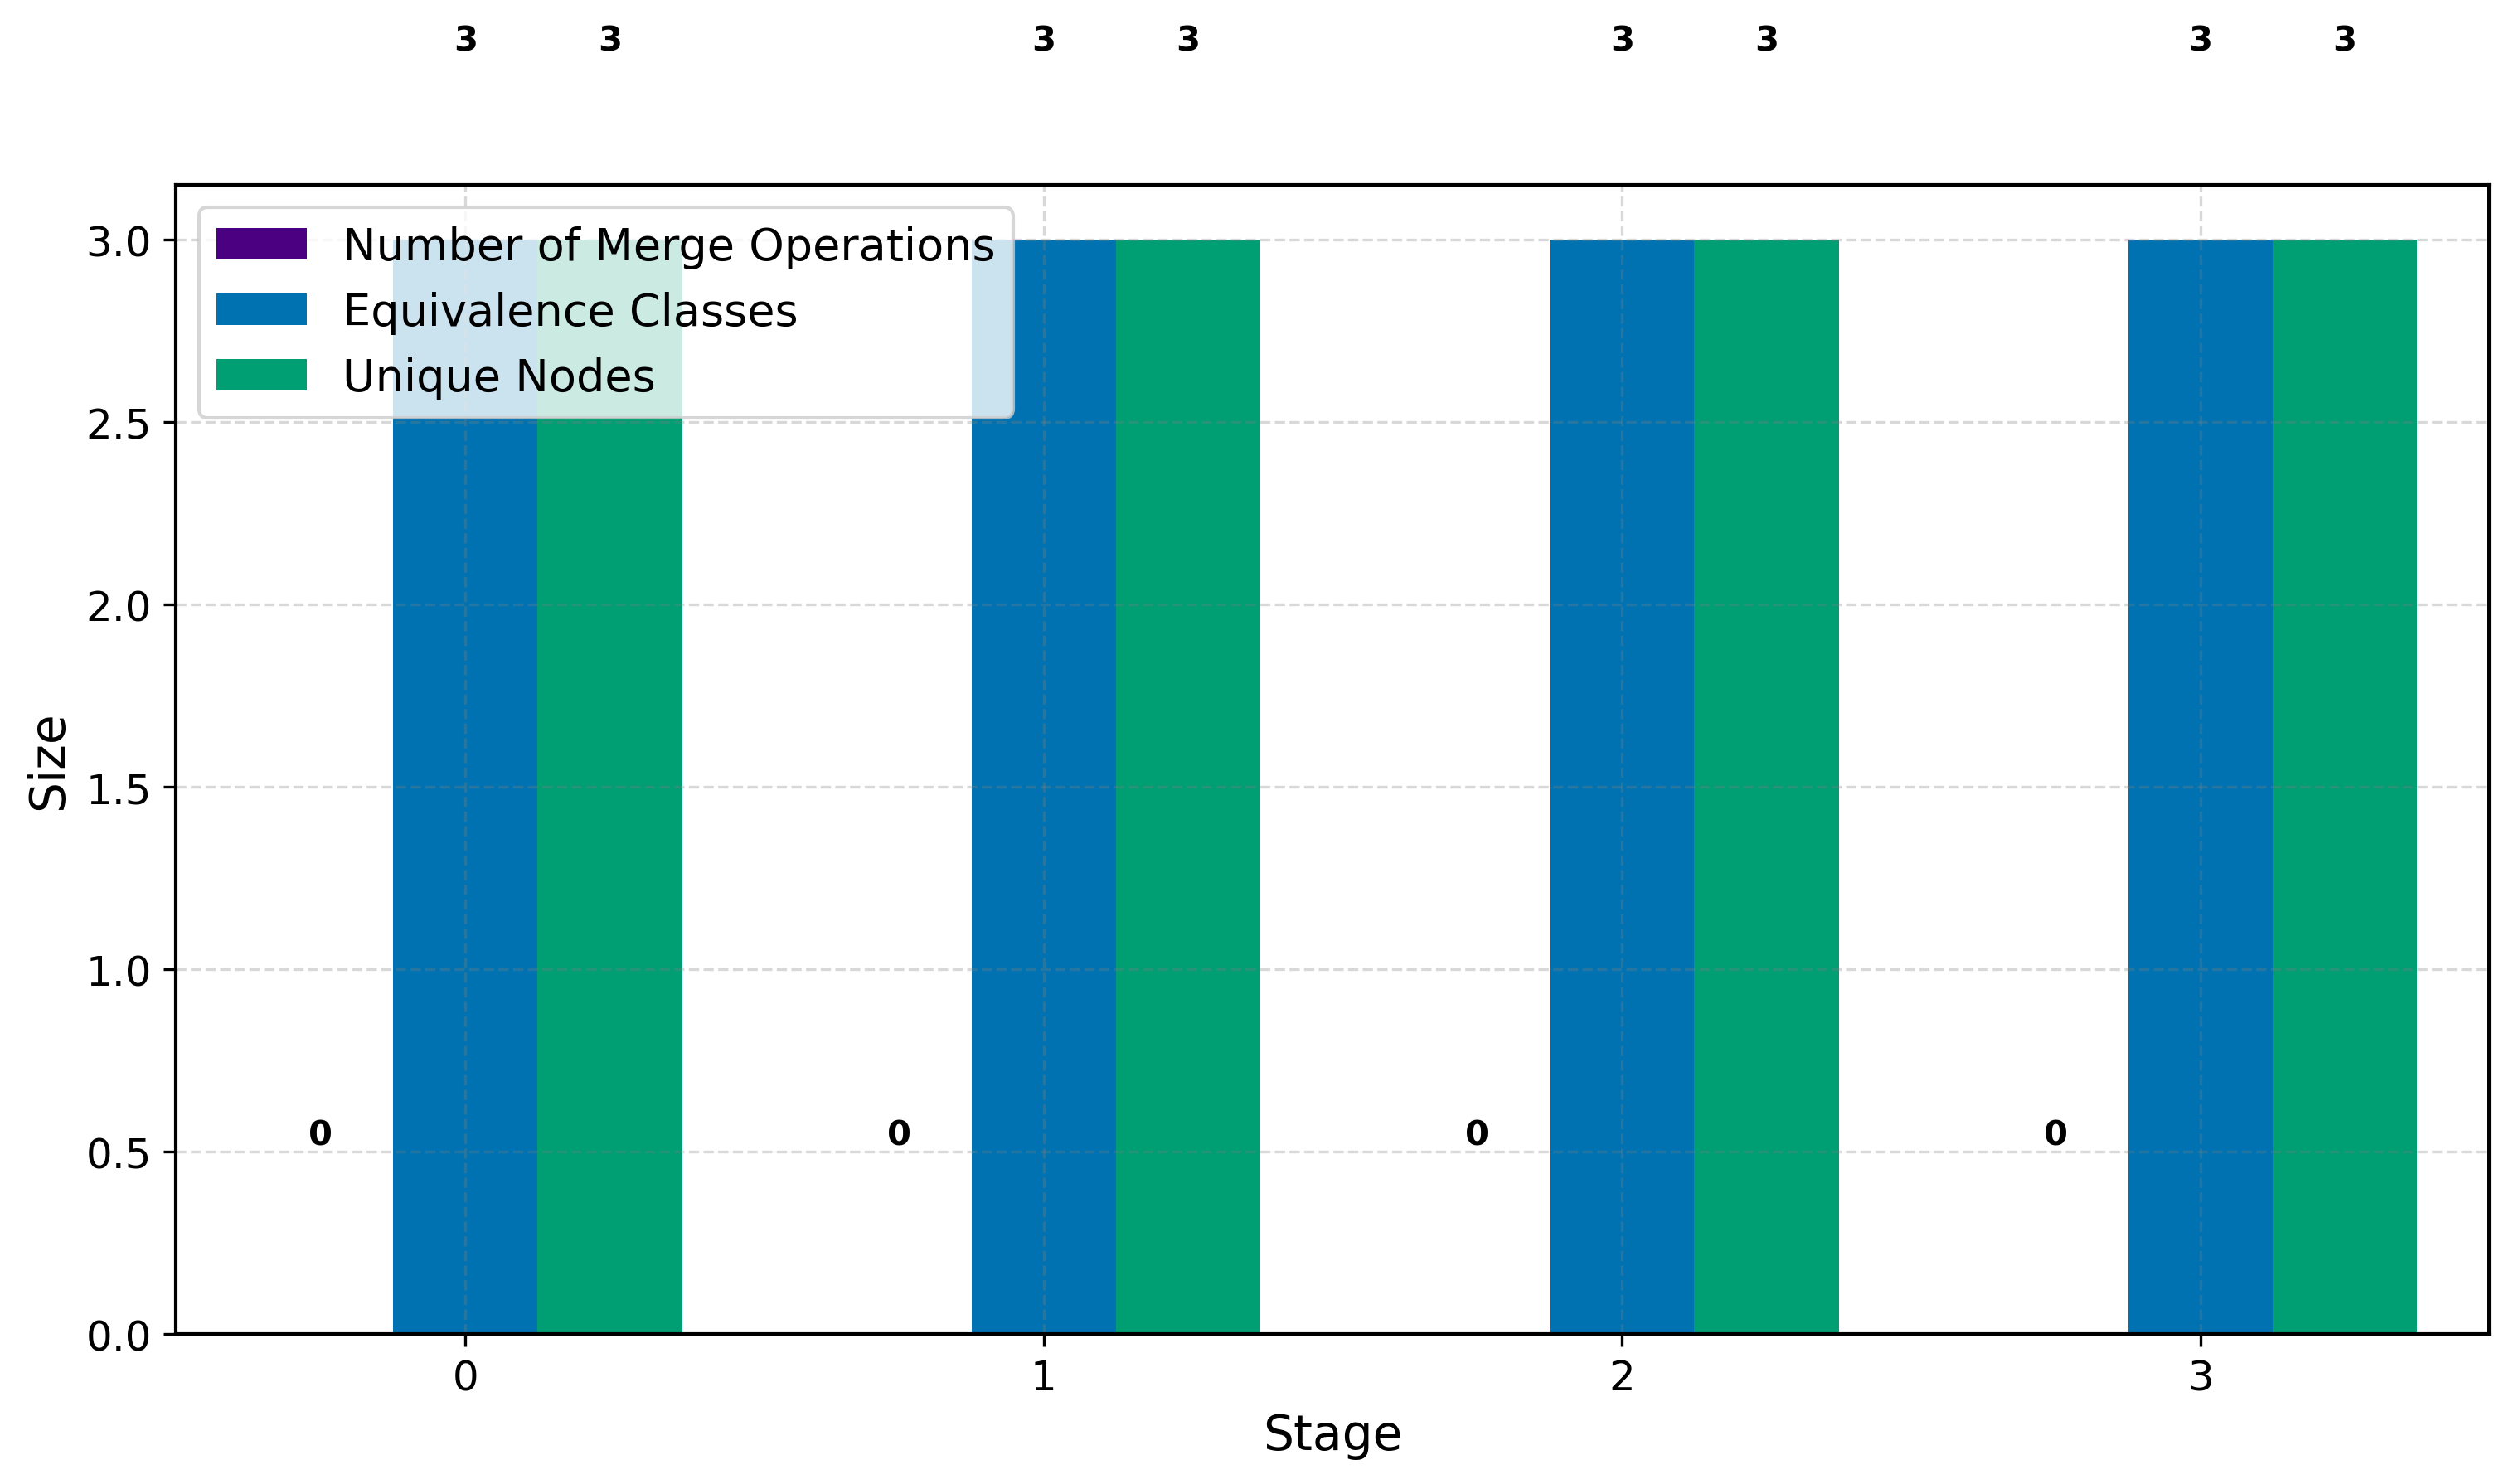 3 3 3 3 3 3 3 3
3.0
2.5
2.0
1.5
1.0
0.5
0.0
Size
Number of Merge Operations
Equivalence Classes
Unique Nodes
0 0 0 0
0 1 2 3
Stage